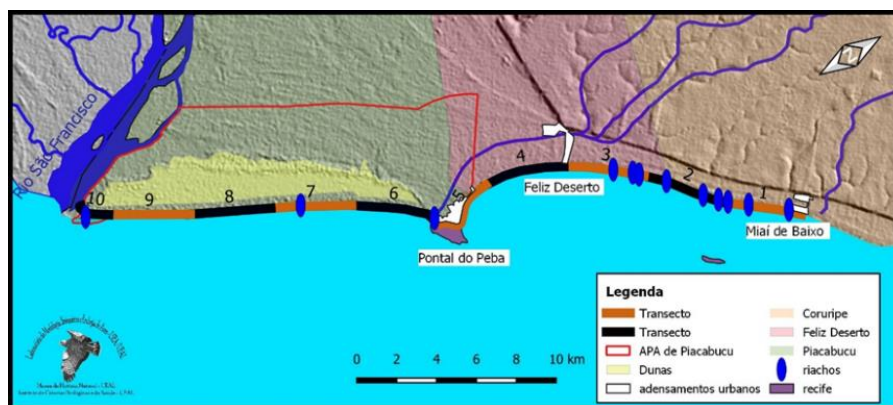 Rio São Francisco
10
9
8
7
6
5
4
3
2
1
N
Feliz Deserto
Pontal do Peba
Miaí de Baixo
0 2 4 6 8 10 km
Legenda
Transecto
Transecto
APA de Piacabucu
Dunas
adensamentos urbanos
Coruripe
Feliz Deserto
Piacabucu
riachos
recife